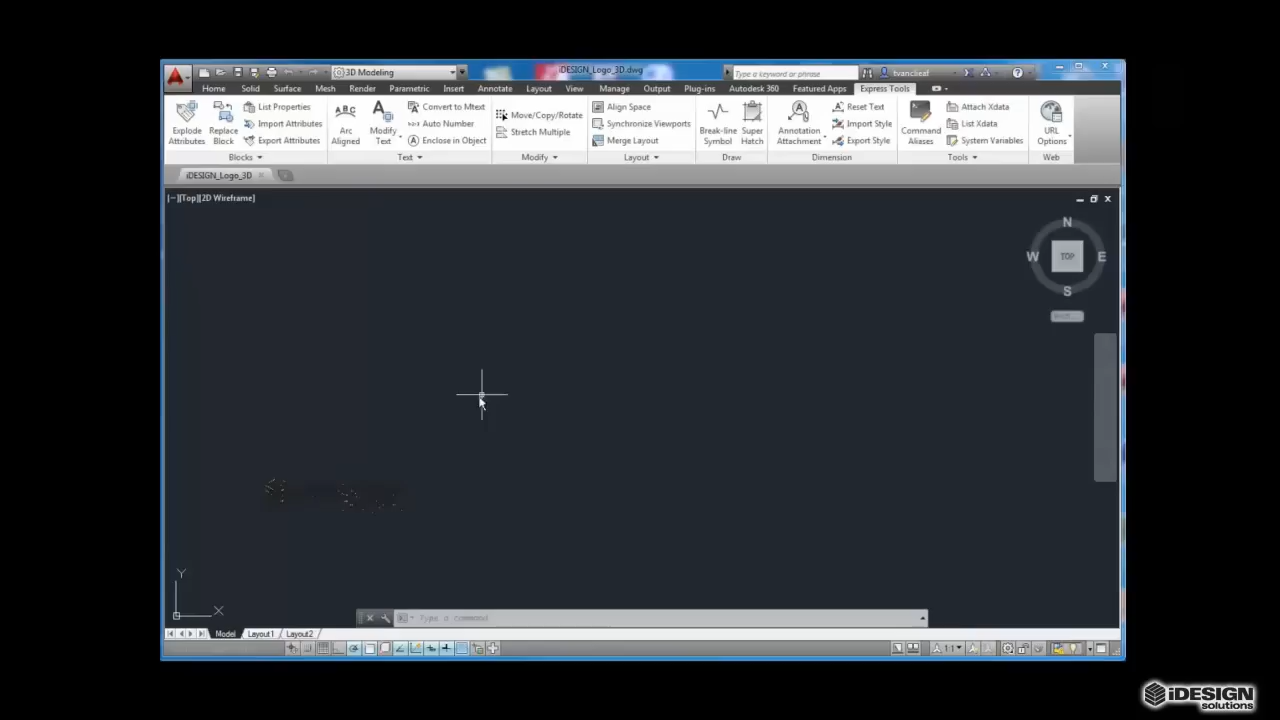 3D Modeling
iDESIGN_Logo_3D.dwg
Type a keyword or phrase
tvanclieaf
Home Solid Surface Mesh Render Parametric Insert Annotate Layout View Manage Output Plug-ins Autodesk 360 Featured Apps Express Tools
Explode Attributes
Replace Block
List Properties
Import Attributes
Export Attributes
Blocks
Arc Aligned
Modify Text
Convert to Mtext
Auto Number
Enclose in Object
Text
Move/Copy/Rotate
Stretch Multiple
Modify
Align Space
Synchronize Viewports
Merge Layout
Layout
Break-line Symbol
Super Hatch
Draw
Annotation Attachment
Reset Text
Import Style
Export Style
Dimension
Command Aliases
Attach Xdata
List Xdata
System Variables
Tools
URL Options
Web
iDESIGN_Logo_3D
[−][Top][2D Wireframe]
N
W TOP E
S
Y
X
Type a command
Model Layout1 Layout2
1:1
iDESIGN
solutions